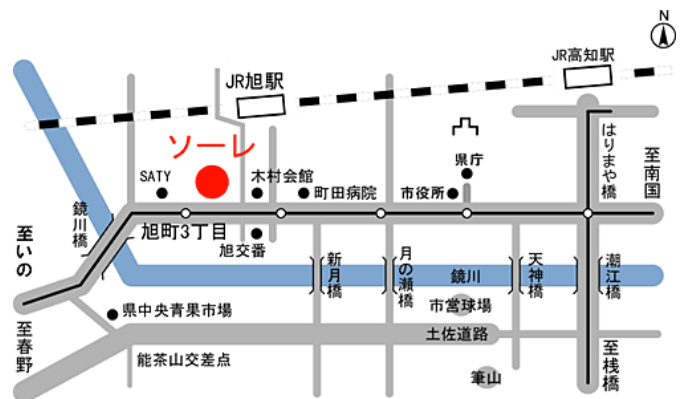 N
JR高知駅
JR旭駅
ソーレ
SATY
木村会館
町田病院
市役所
県庁
はりまや橋
至南国
鏡川橋
旭町3丁目
旭交番
至いの
新月橋
月の瀬橋
鏡川
天神橋
潮江橋
県中央青果市場
市営球場
至春野
能茶山交差点
土佐道路
至桟橋
筆山